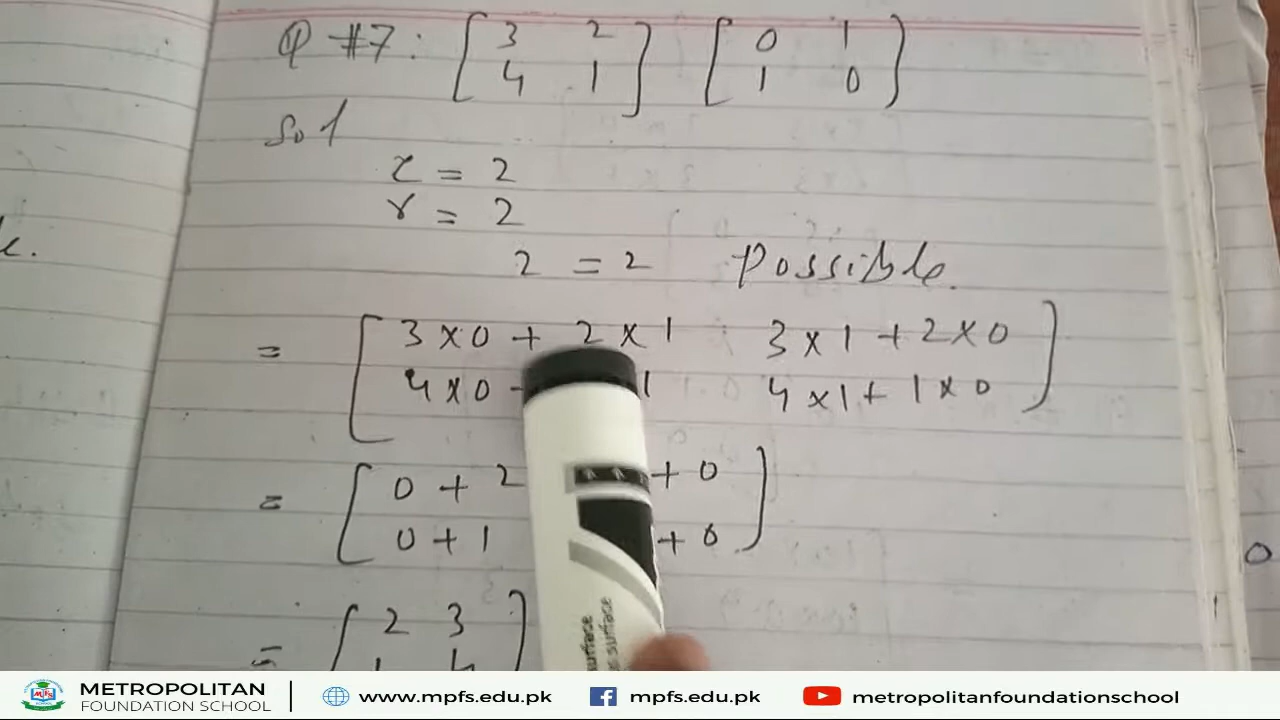 Q #7: [3 2 [0 1
4 1] 1 0]
Sol
c = 2
r = 2
2 = 2 Possible.
= [3 x 0 + 2 x 1 3 x 1 + 2 x 0
4 x 0 1 4 x 1 + 1 x 0]
= [0 + 2 + 0
0 + 1 + 0]
= [2 3
4]
METROPOLITAN
FOUNDATION SCHOOL
www.mpfs.edu.pk mpfs.edu.pk metropolitanfoundationschool